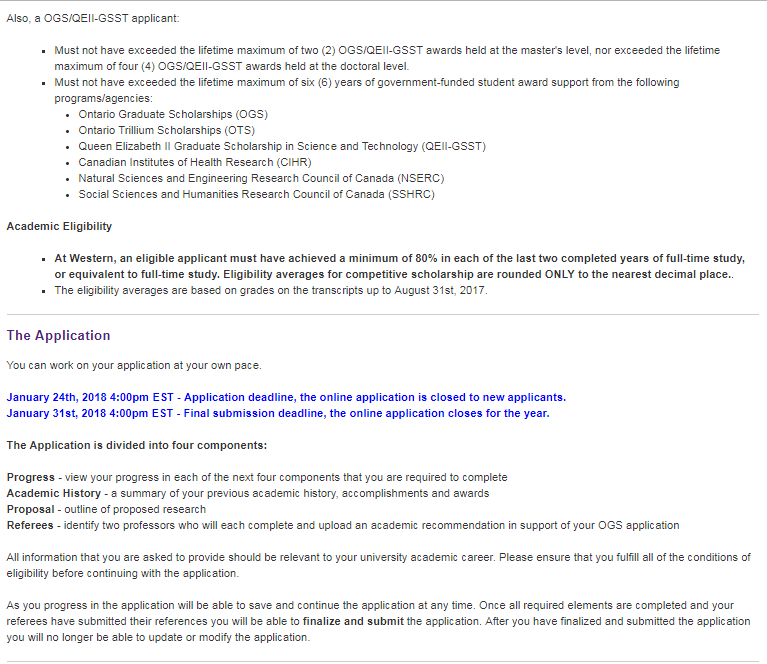 Also, a OGS/QEII-GSST applicant:
Must not have exceeded the lifetime maximum of two (2) OGS/QEII-GSST awards held at the master's level, nor exceeded the lifetime
maximum of four (4) OGS/QEII-GSST awards held at the doctoral level.
Must not have exceeded the lifetime maximum of six (6) years of government-funded student award support from the following
programs/agencies:
Ontario Graduate Scholarships (OGS)
Ontario Trillium Scholarships (OTS)
Queen Elizabeth II Graduate Scholarship in Science and Technology (QEII-GSST)
Canadian Institutes of Health Research (CIHR)
Natural Sciences and Engineering Research Council of Canada (NSERC)
Social Sciences and Humanities Research Council of Canada (SSHRC)
Academic Eligibility
At Western, an eligible applicant must have achieved a minimum of 80% in each of the last two completed years of full-time study,
or equivalent to full-time study. Eligibility averages for competitive scholarship are rounded ONLY to the nearest decimal place..
The eligibility averages are based on grades on the transcripts up to August 31st, 2017.
The Application
You can work on your application at your own pace.
January 24th, 2018 4:00pm EST - Application deadline, the online application is closed to new applicants.
January 31st, 2018 4:00pm EST - Final submission deadline, the online application closes for the year.
The Application is divided into four components:
Progress - view your progress in each of the next four components that you are required to complete
Academic History - a summary of your previous academic history, accomplishments and awards
Proposal - outline of proposed research
Referees - identify two professors who will each complete and upload an academic recommendation in support of your OGS application
All information that you are asked to provide should be relevant to your university academic career. Please ensure that you fulfill all of the conditions of
eligibility before continuing with the application.
As you progress in the application will be able to save and continue the application at any time. Once all required elements are completed and your
referees have submitted their references you will be able to finalize and submit the application. After you have finalized and submitted the application
you will no longer be able to update or modify the application.